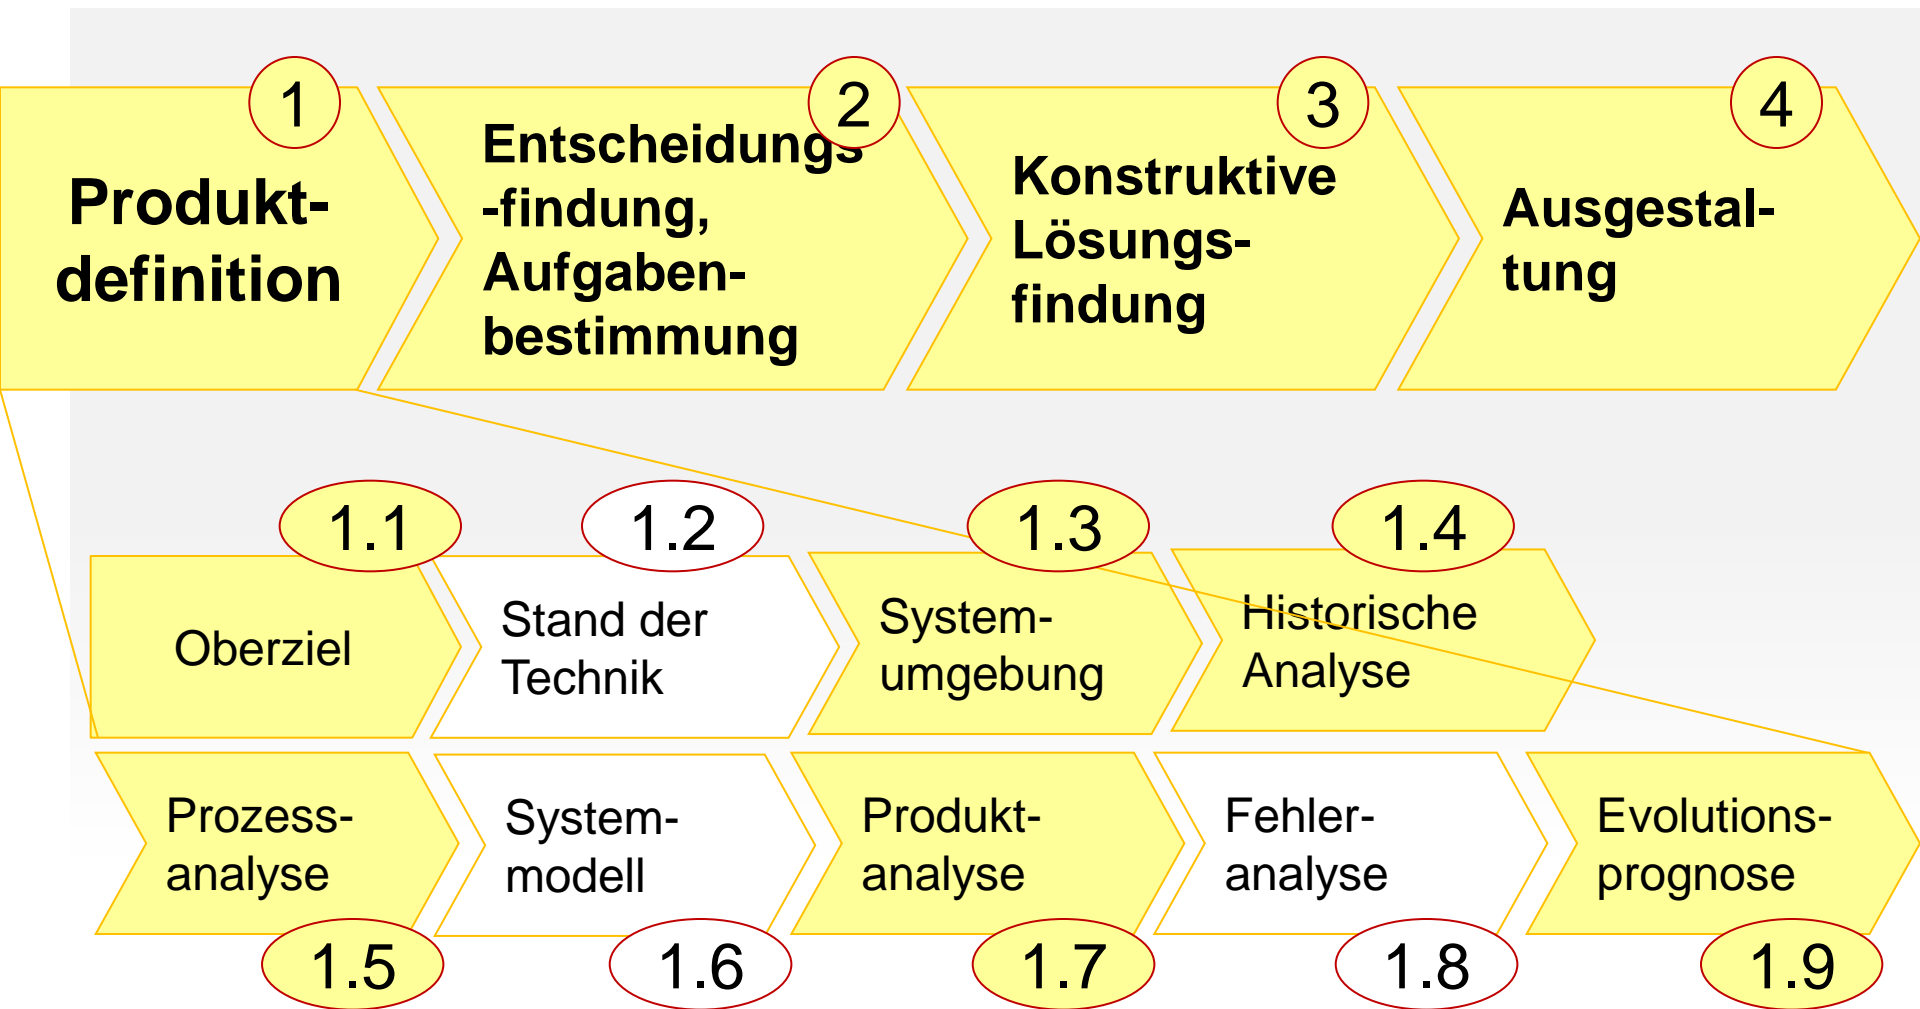 1
Produkt-
definition
2
Entscheidungs
-findung,
Aufgaben-
bestimmung
3
Konstruktive
Lösungs-
findung
4
Ausgestal-
tung
1.1
Oberziel
1.2
Stand der
Technik
1.3
System-
umgebung
1.4
Historische
Analyse
Prozess-
analyse
1.5
System-
modell
1.6
Produkt-
analyse
1.7
Fehler-
analyse
1.8
Evolutions-
prognose
1.9